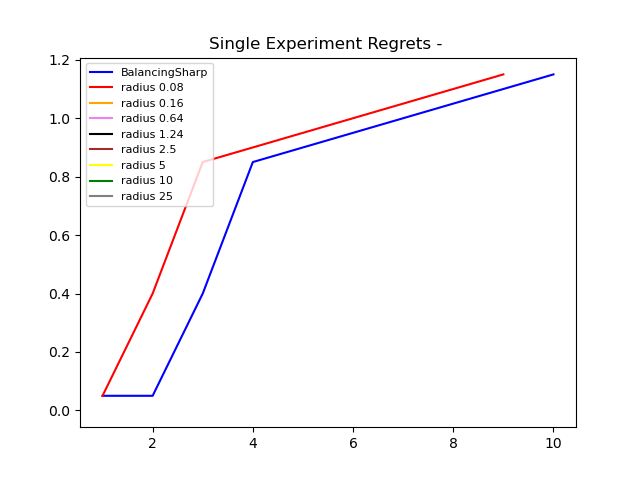 Single Experiment Regrets -
BalancingSharp
radius 0.08
radius 0.16
radius 0.64
radius 1.24
radius 2.5
radius 5
radius 10
radius 25
1.2
1.0
0.8
0.6
0.4
0.2
0.0
2 4 6 8 10